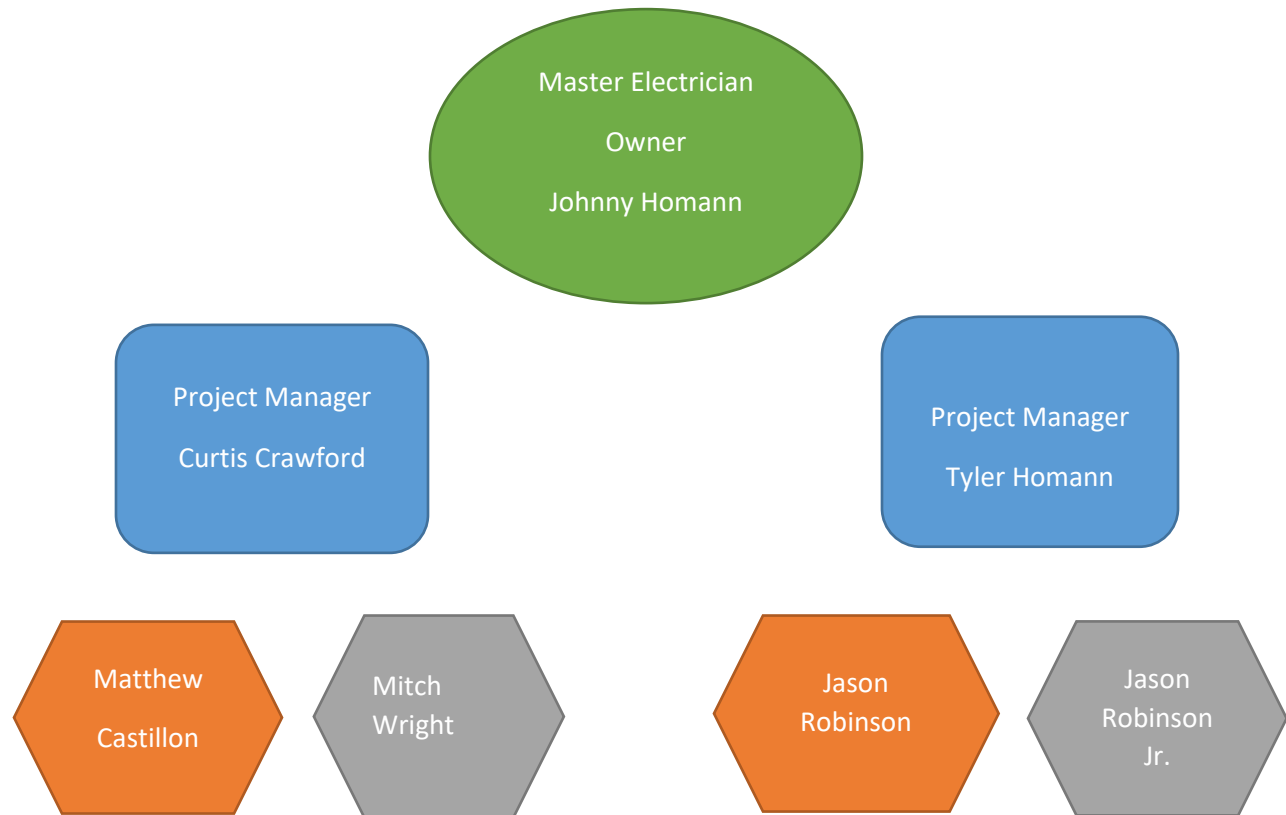 Master Electrician
Owner
Johnny Homann
Project Manager
Curtis Crawford
Project Manager
Tyler Homann
Matthew
Castillon
Mitch
Wright
Jason
Robinson
Jason
Robinson
Jr.